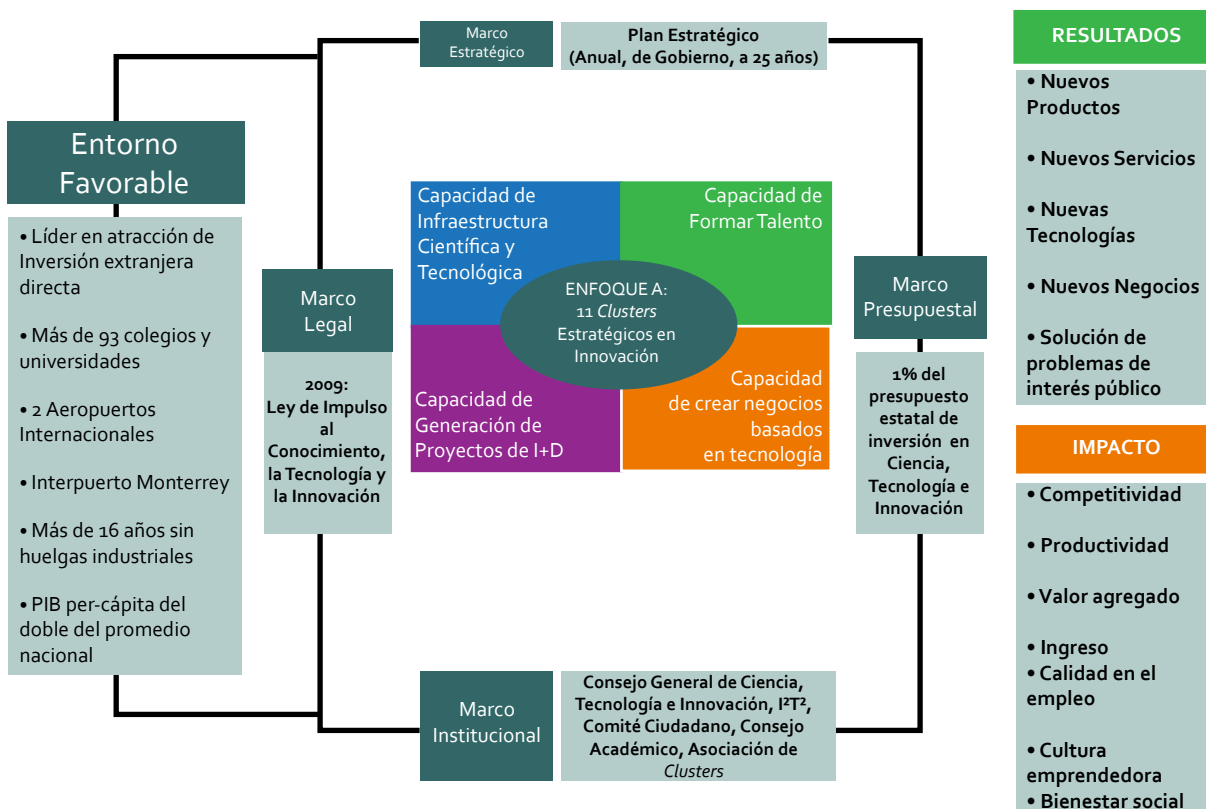 Marco
Estratégico
Plan Estratégico
(Anual, de Gobierno, a 25 años)
Entorno
Favorable
• Líder en atracción de
Inversión extranjera
directa
• Más de 93 colegios y
universidades
• 2 Aeropuertos
Internacionales
• Interpuerto Monterrey
• Más de 16 años sin
huelgas industriales
• PIB per-cápita del
doble del promedio
nacional
Marco
Legal
2009:
Ley de Impulso
al
Conocimiento,
la Tecnología y
la Innovación
Capacidad de
Infraestructura
Científica y
Tecnológica
Capacidad de
Formar Talento
ENFOQUE A:
11 Clusters
Estratégicos en
Innovación
Capacidad de
Generación de
Proyectos de I+D
Capacidad
de crear negocios
basados
en tecnología
Marco
Presupuestal
1% del
presupuesto
estatal de
inversión en
Ciencia,
Tecnología e
Innovación
Marco
Institucional
Consejo General de Ciencia,
Tecnología e Innovación, I²T²,
Comité Ciudadano, Consejo
Académico, Asociación de
Clusters
RESULTADOS
• Nuevos
Productos
• Nuevos Servicios
• Nuevas
Tecnologías
• Nuevos Negocios
• Solución de
problemas de
interés público
IMPACTO
• Competitividad
• Productividad
• Valor agregado
• Ingreso
• Calidad en el
empleo
• Cultura
emprendedora
• Bienestar social